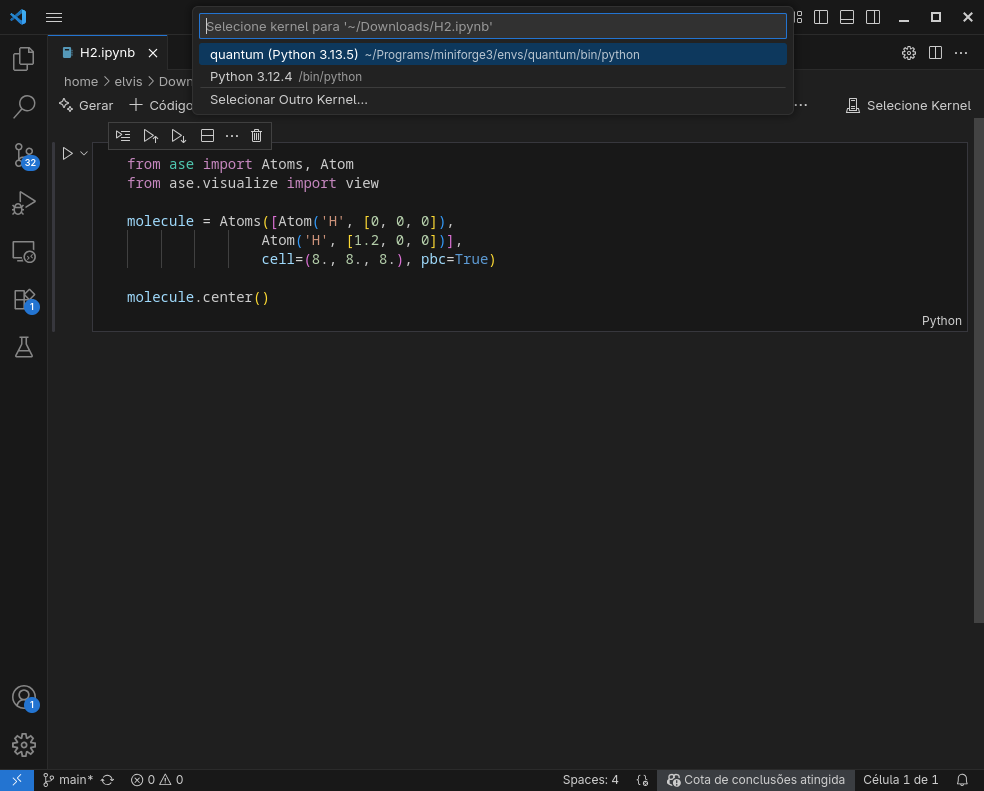 Selecione kernel para '~/Downloads/H2.ipynb'
quantum (Python 3.13.5) ~/Programs/miniforge3/envs/quantum/bin/python
Python 3.12.4 /bin/python
Selecionar Outro Kernel...
H2.ipynb
home > elvis > Down
Gerar + Código
... Selecione Kernel
from ase import Atoms, Atom
from ase.visualize import view
molecule = Atoms([Atom('H', [0, 0, 0]),
Atom('H', [1.2, 0, 0])],
cell=(8., 8., 8.), pbc=True)
molecule.center()
Python
32
1
1
main* 0 0 Spaces: 4 Cota de conclusões atingida Célula 1 de 1